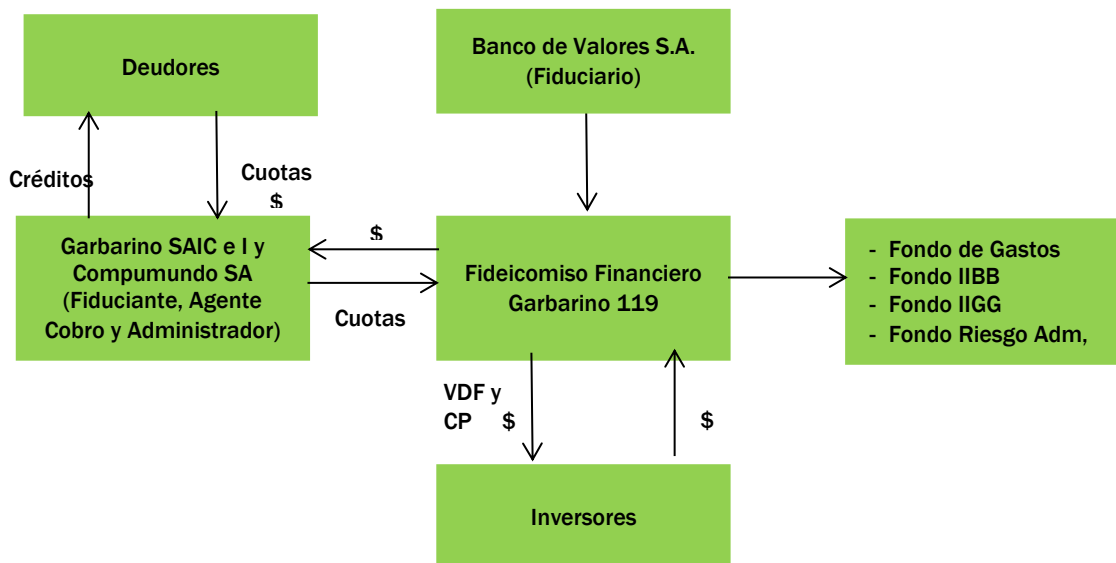 Deudores
Banco de Valores S.A.
(Fiduciario)
Créditos
Cuotas
$
Garbarino SAIC e I y
Compumundo SA
(Fiduciante, Agente
Cobro y Administrador)
$
Cuotas
Fideicomiso Financiero
Garbarino 119
- Fondo de Gastos
- Fondo IIBB
- Fondo IIGG
- Fondo Riesgo Adm,
VDF y
CP $
$
Inversores